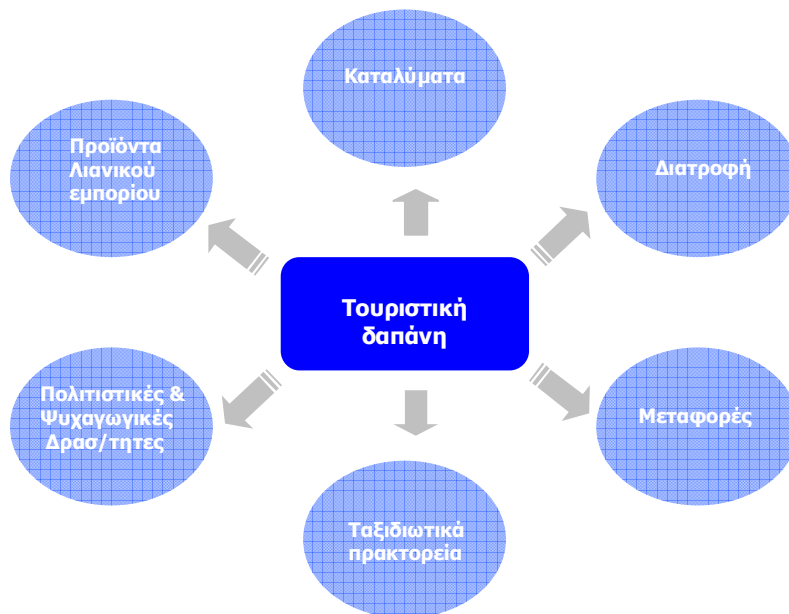 Καταλύματα
Προϊόντα
Λιανικού
εμπορίου
Διατροφή
Τουριστική
δαπάνη
Πολιτιστικές &
Ψυχαγωγικές
Δρασ/τητες
Μεταφορές
Ταξιδιωτικά
πρακτορεία